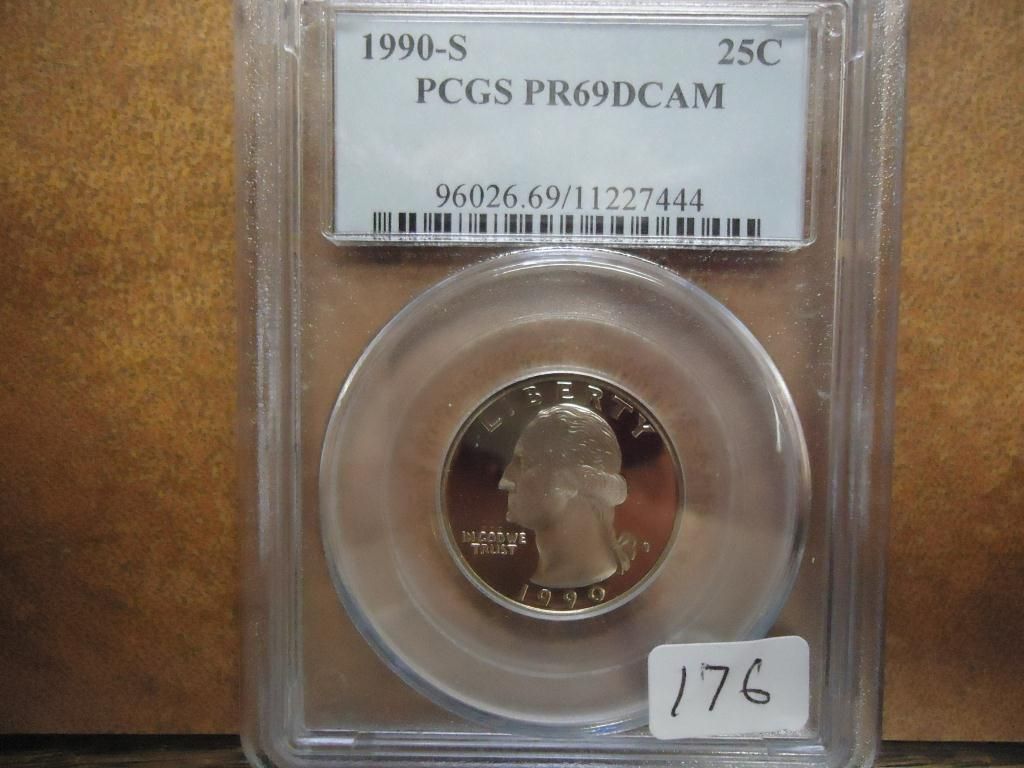 1990-S 25C
PCGS PR69DCAM
96026.69/11227444
LIBERTY
IN GOD WE
TRUST
1990
176